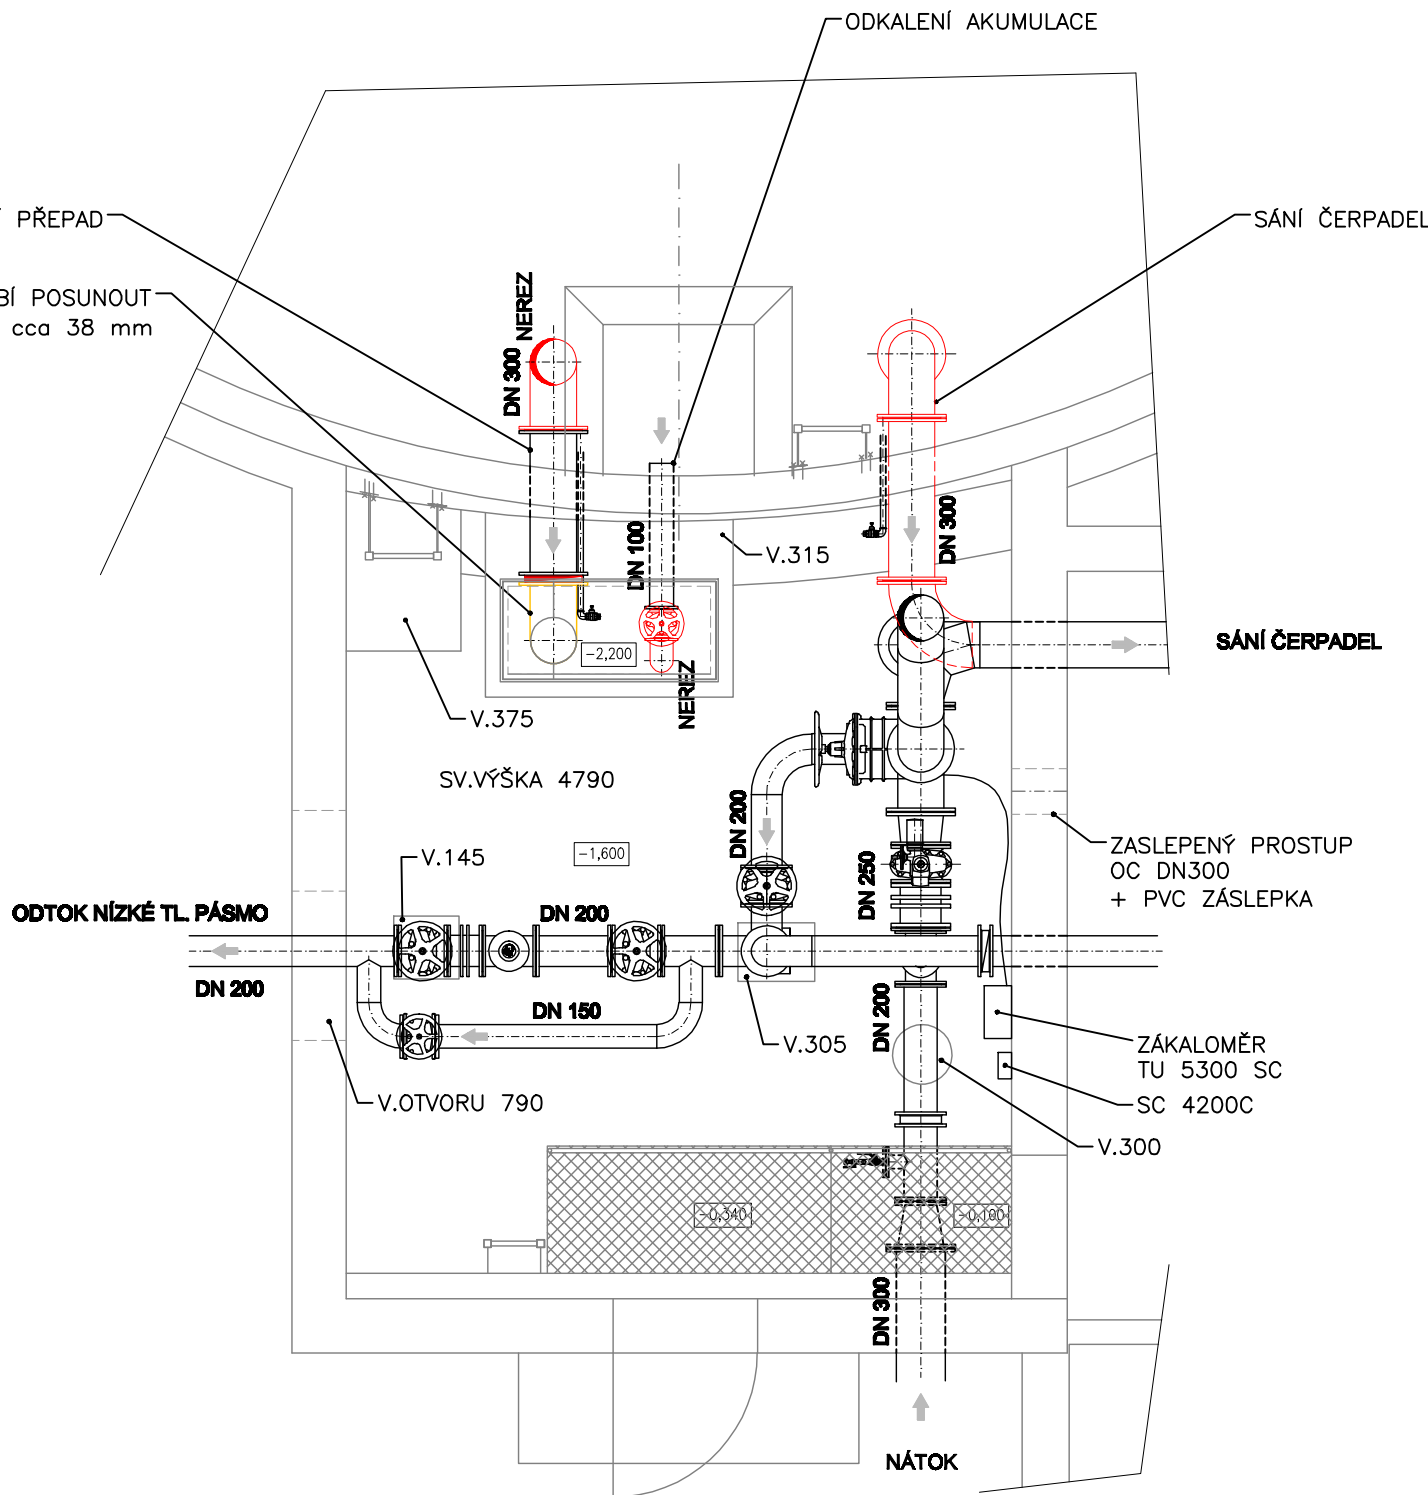 ODKALENÍ AKUMULACE
PŘEPAD
SÁNÍ ČERPADEL
POSUNOUT
cca 38 mm
NEREZ
DN 300
DN 100
DN 300
V.315
-2,200
NEREZ
SÁNÍ ČERPADEL
V.375
SV.VÝŠKA 4790
DN 200
-1,600
V.145
DN 250
ZASLEPENÝ PROSTUP
OC DN300
+ PVC ZÁSLEPKA
ODTOK NÍZKÉ TL. PÁSMO
DN 200
DN 200
DN 150
DN 200
V.305
ZÁKALOMĚR
TU 5300 SC
SC 4200C
V.OTVORU 790
V.300
-0,340
-0,100
DN 300
NÁTOK